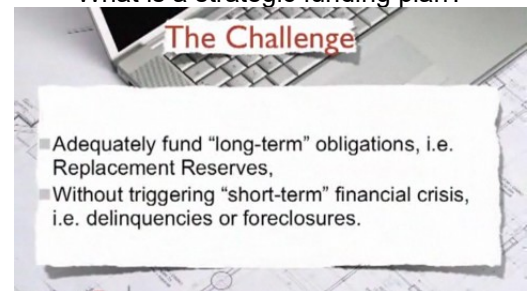 What is a strategic funding plan?
The Challenge
Adequately fund “long-term” obligations, i.e.
Replacement Reserves,
Without triggering “short-term” financial crisis,
i.e. delinquencies or foreclosures.